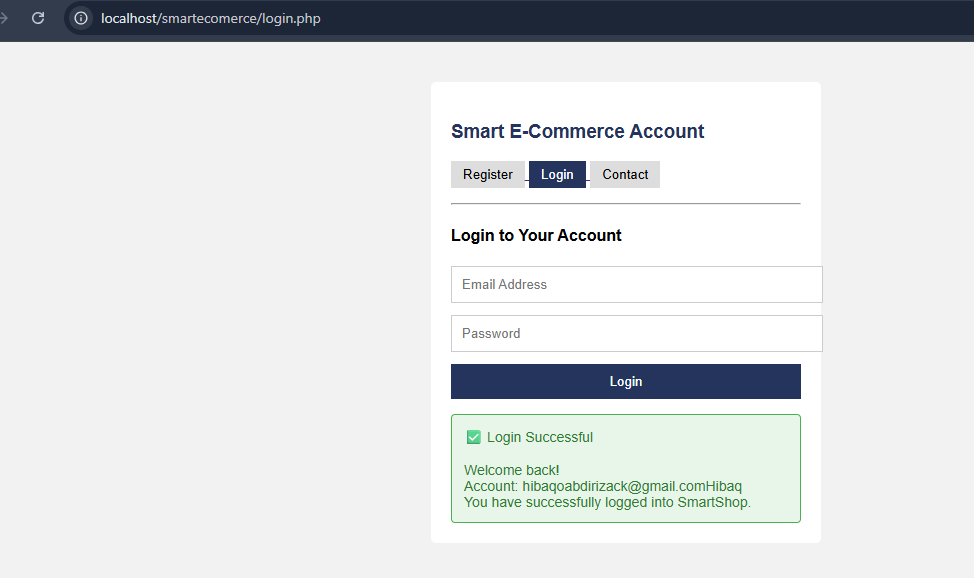 localhost/smartecomerce/login.php
Smart E-Commerce Account
Register Login Contact
Login to Your Account
Email Address
Password
Login
✅ Login Successful
Welcome back!
Account: hibaqoabdirizack@gmail.comHibaq
You have successfully logged into SmartShop.